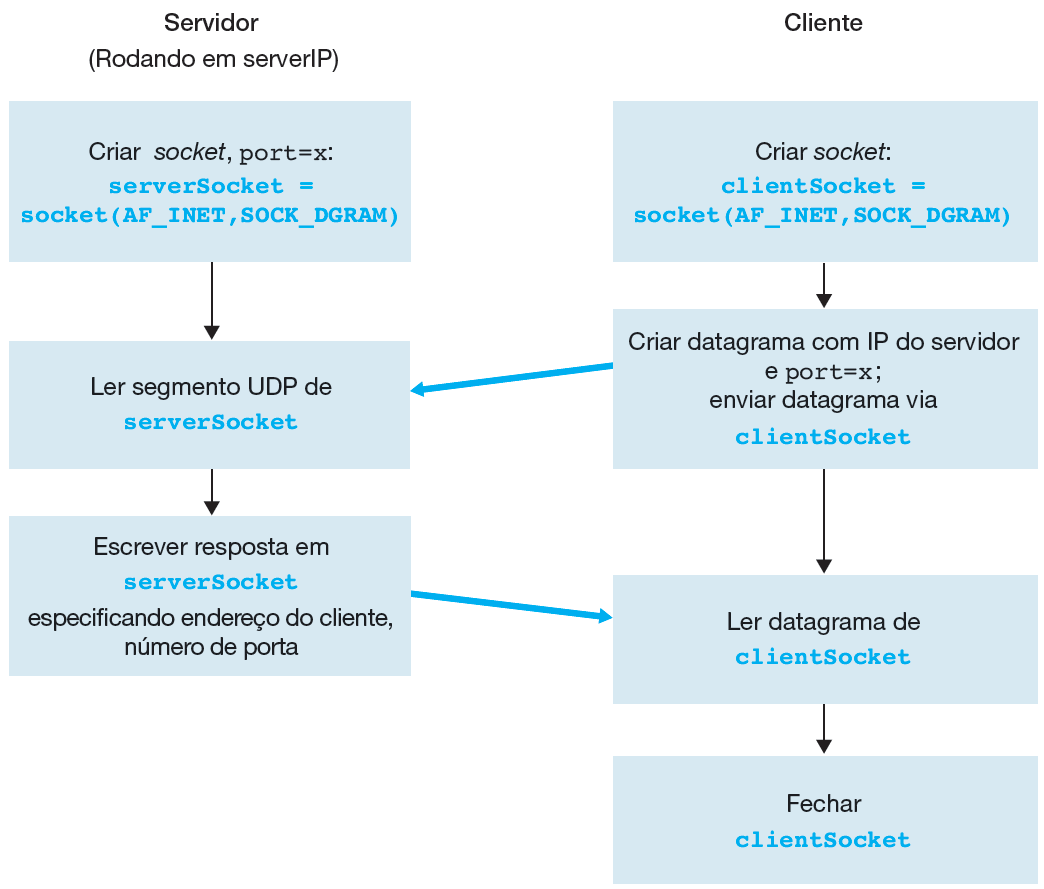 Servidor
(Rodando em serverIP)
Criar socket, port=x:
serverSocket =
socket(AF_INET,SOCK_DGRAM)
Ler segmento UDP de
serverSocket
Escrever resposta em
serverSocket
especificando endereço do cliente,
número de porta
Cliente
Criar socket:
clientSocket =
socket(AF_INET,SOCK_DGRAM)
Criar datagrama com IP do servidor
e port=x;
enviar datagrama via
clientSocket
Ler datagrama de
clientSocket
Fechar
clientSocket